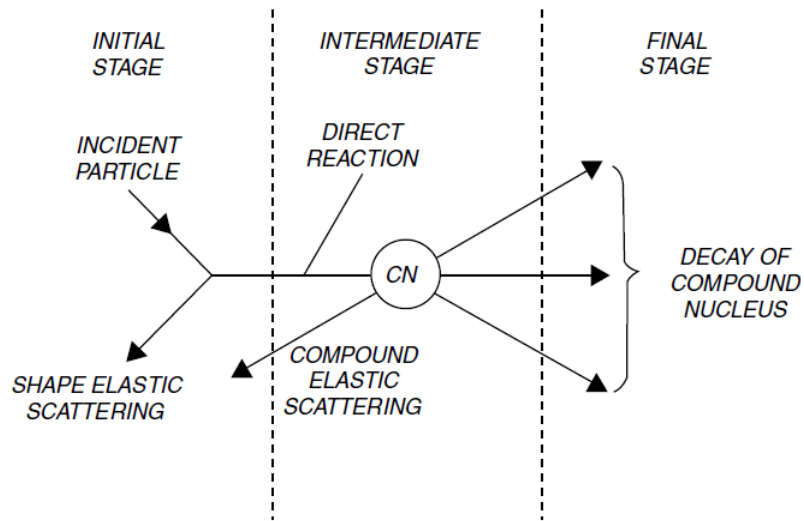 INITIAL
STAGE
INTERMEDIATE
STAGE
FINAL
STAGE
INCIDENT
PARTICLE
DIRECT
REACTION
CN
DECAY OF
COMPOUND
NUCLEUS
SHAPE ELASTIC
SCATTERING
COMPOUND
ELASTIC
SCATTERING